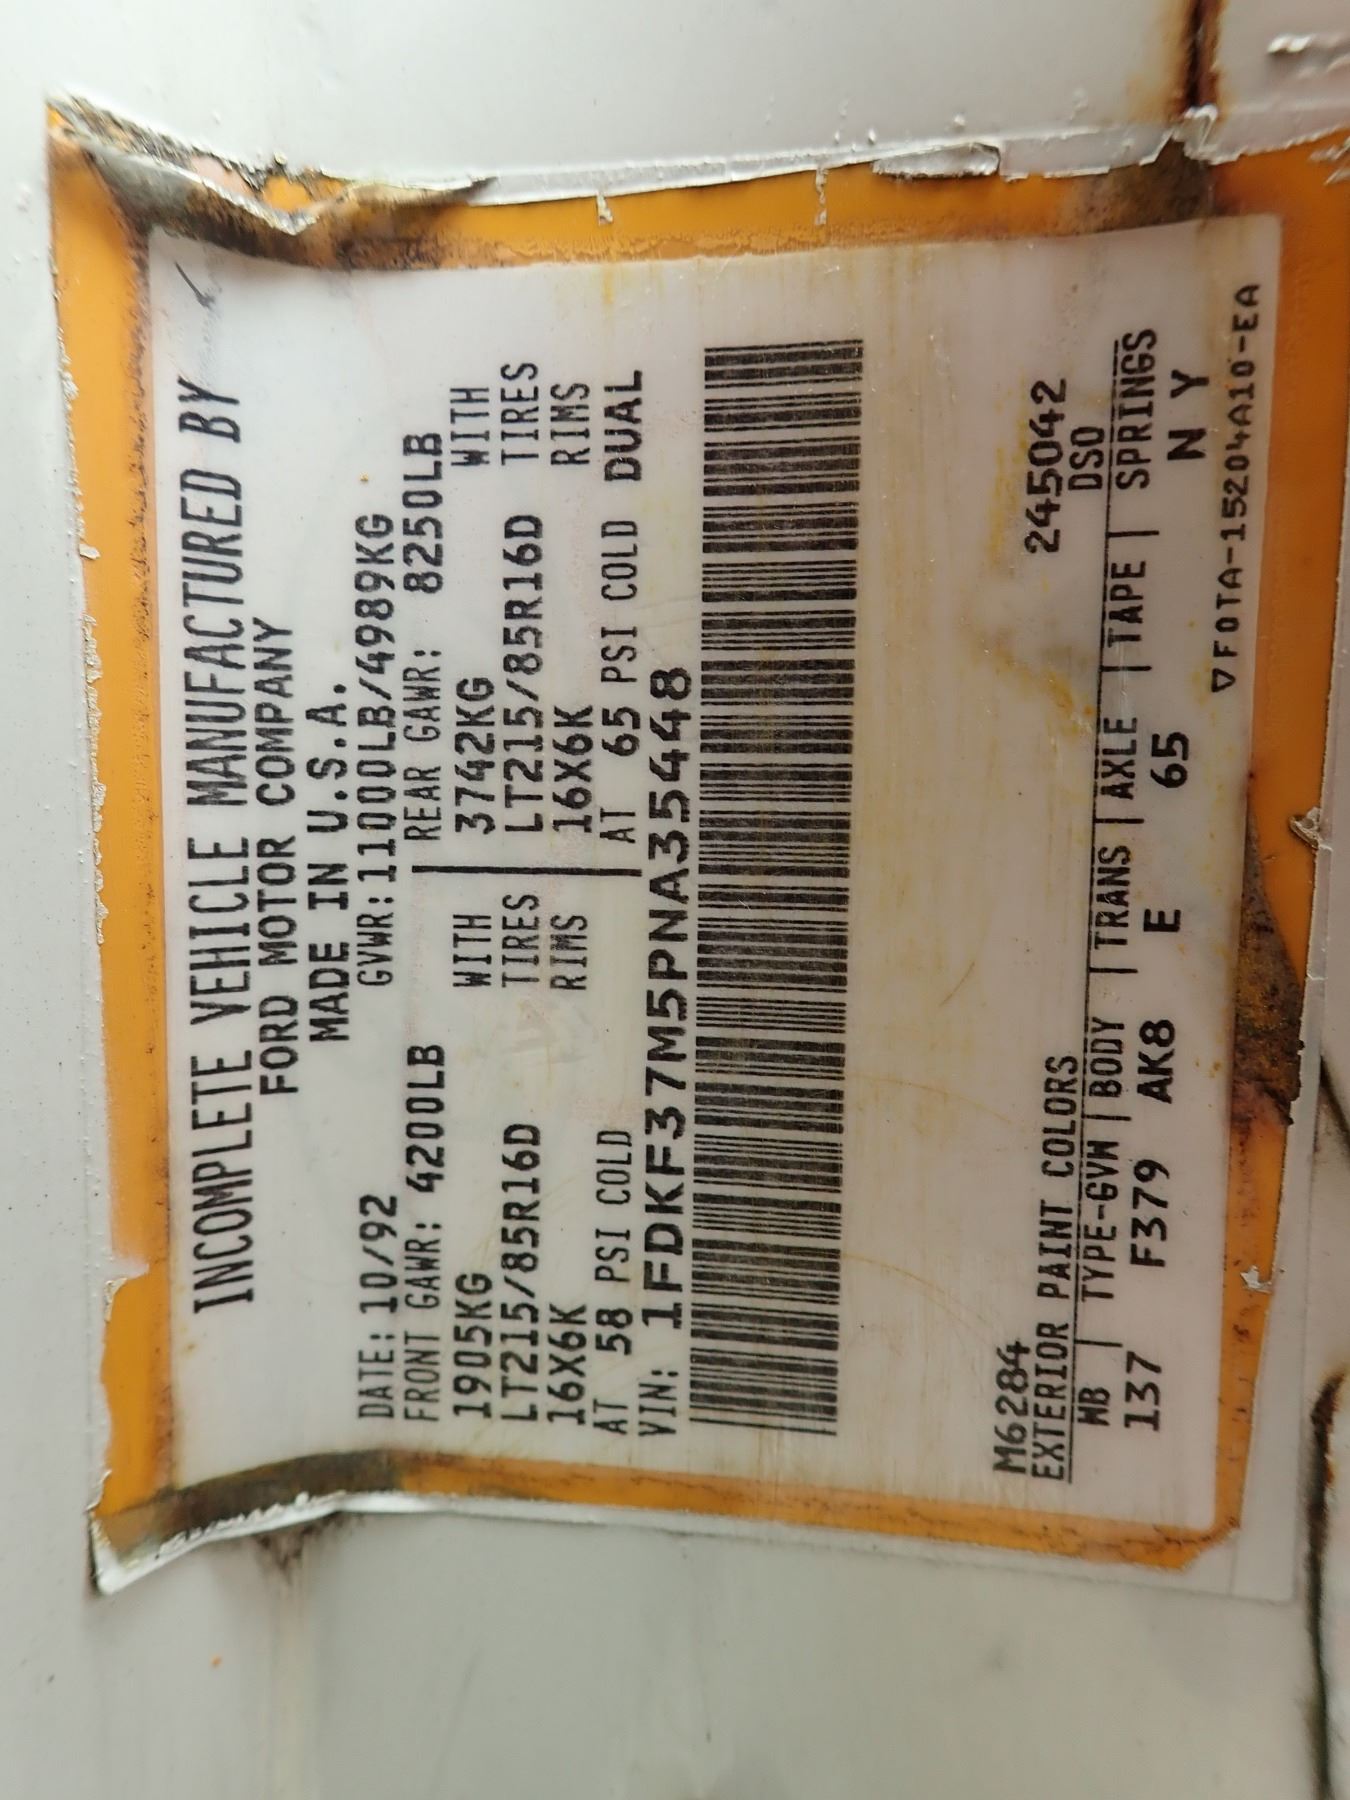 INCOMPLETE VEHICLE MANUFACTURED BY
FORD MOTOR COMPANY
MADE IN U.S.A.
DATE: 10/92 GVWR: 11000LB/4989KG
FRONT GAWR: 4200LB REAR GAWR: 8250LB
1905KG WITH 3742KG WITH
LT215/85R16D TIRES LT215/85R16D TIRES
16X6K RIMS 16X6K RIMS
AT 58 PSI COLD AT 65 PSI COLD DUAL
VIN: 1FDKF37M5PNA35448
M6284 245042
EXTERIOR PAINT COLORS DSO
WB | TYPE-GVW | BODY | TRANS | AXLE | TAPE | SPRINGS
137 F379 AK8 E 65 N Y
▽F0TA-15204A10-EA